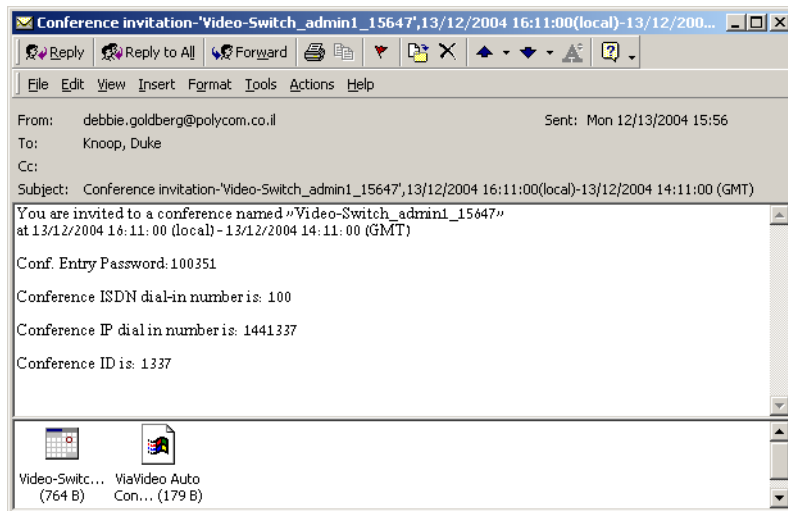 Conference invitation-'Video-Switch_admin1_15647',13/12/2004 16:11:00(local)-13/12/200...
Reply Reply to All Forward
File Edit View Insert Format Tools Actions Help
From: debbie.goldberg@polycom.co.il Sent: Mon 12/13/2004 15:56
To: Knoop, Duke
Cc:
Subject: Conference invitation-'Video-Switch_admin1_15647',13/12/2004 16:11:00(local)-13/12/2004 14:11:00 (GMT)
You are invited to a conference named »Video-Switch_admin1_15647»
at 13/12/2004 16:11:00 (local) - 13/12/2004 14:11:00 (GMT)
Conf. Entry Password:100351
Conference ISDN dial-in number is: 100
Conference IP dial in number is: 1441337
Conference ID is: 1337
Video-Switc... ViaVideo Auto
(764 B) Con... (179 B)